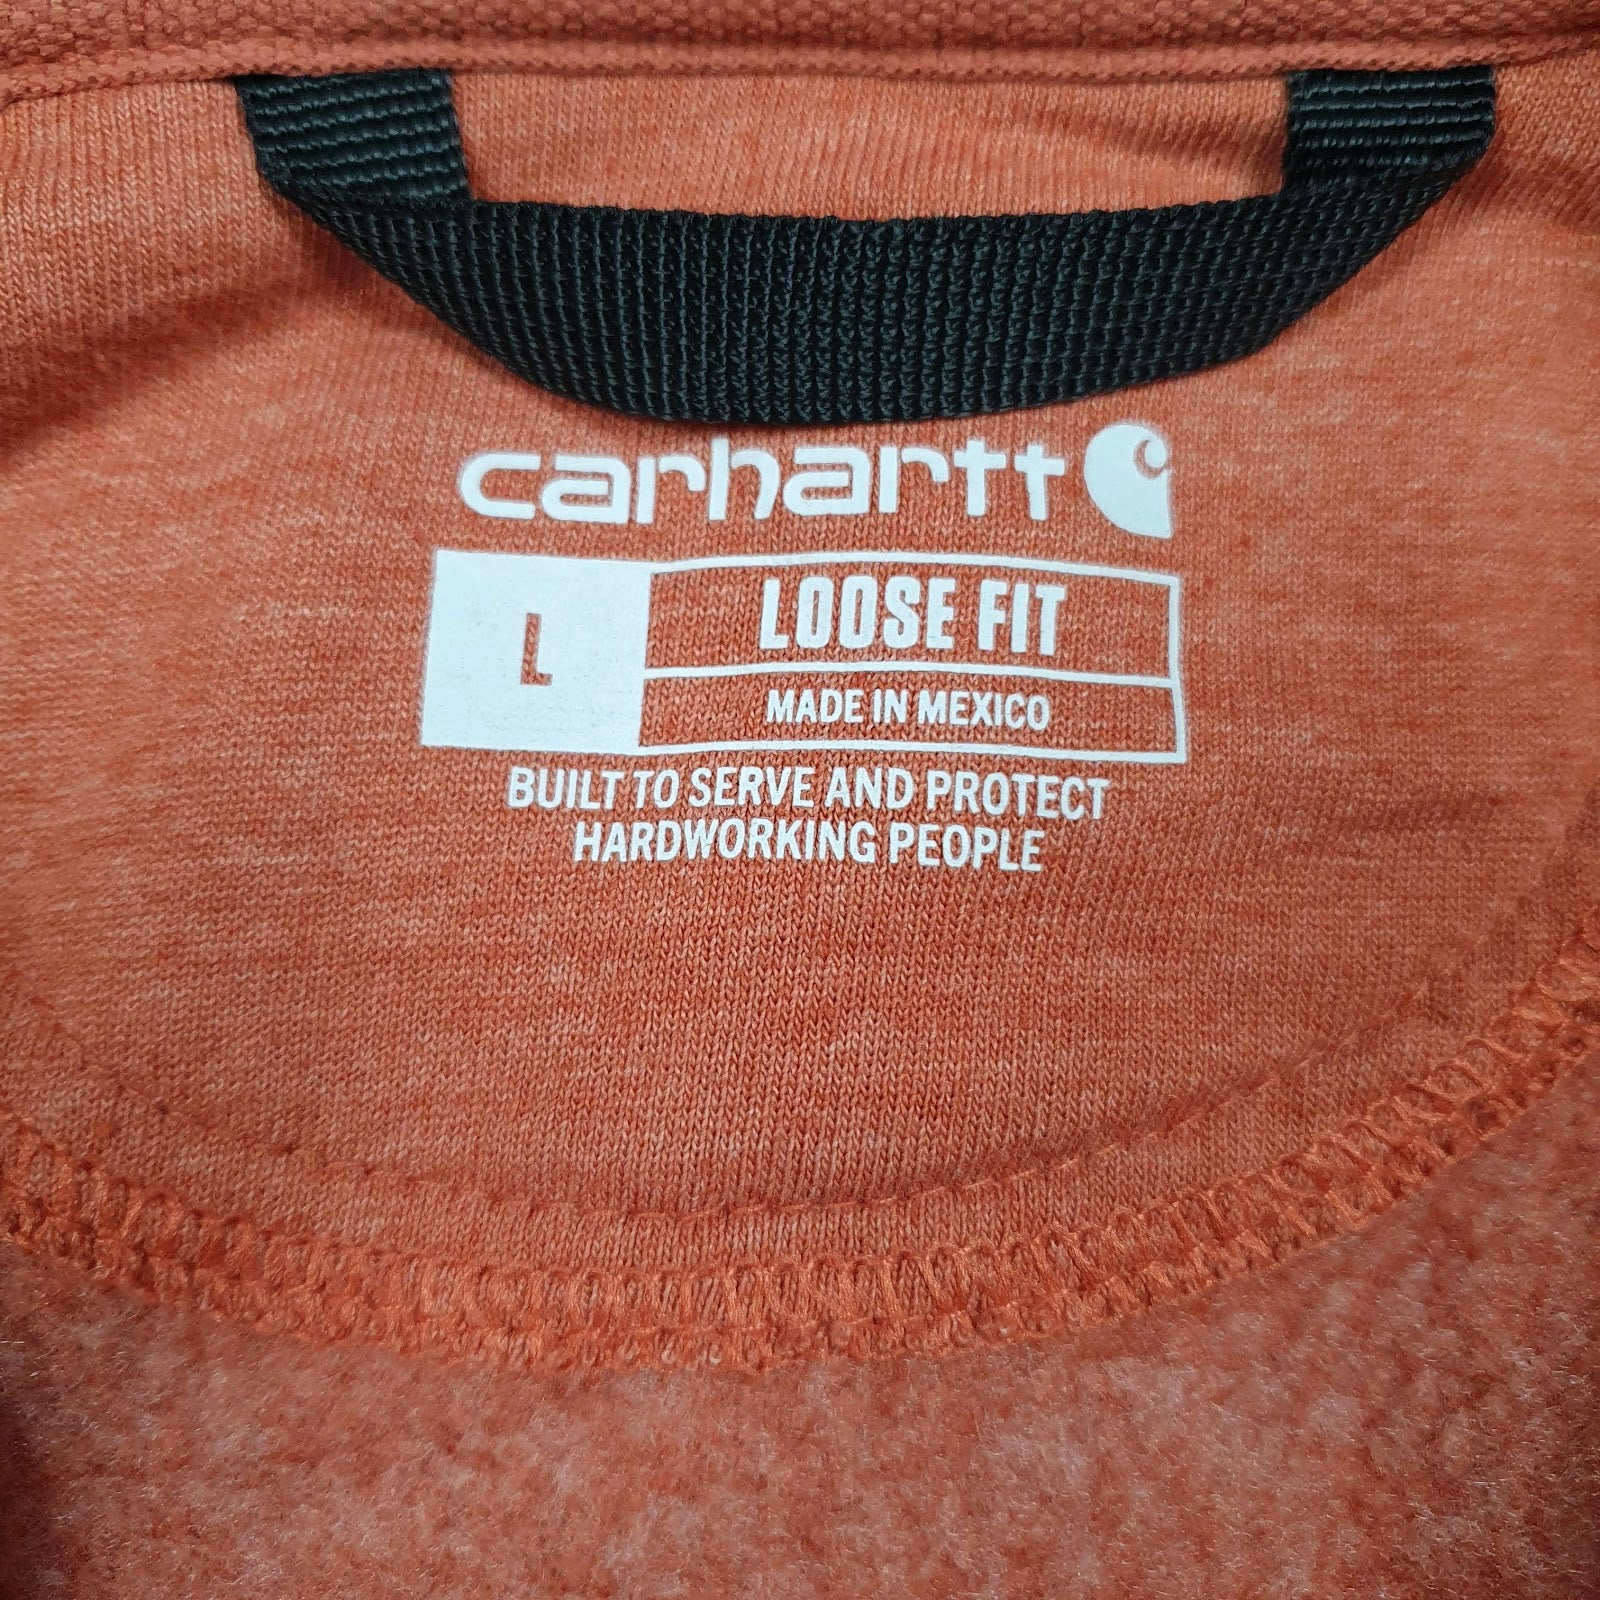 carhartt
L
LOOSE FIT
MADE IN MEXICO
BUILT TO SERVE AND PROTECT
HARDWORKING PEOPLE